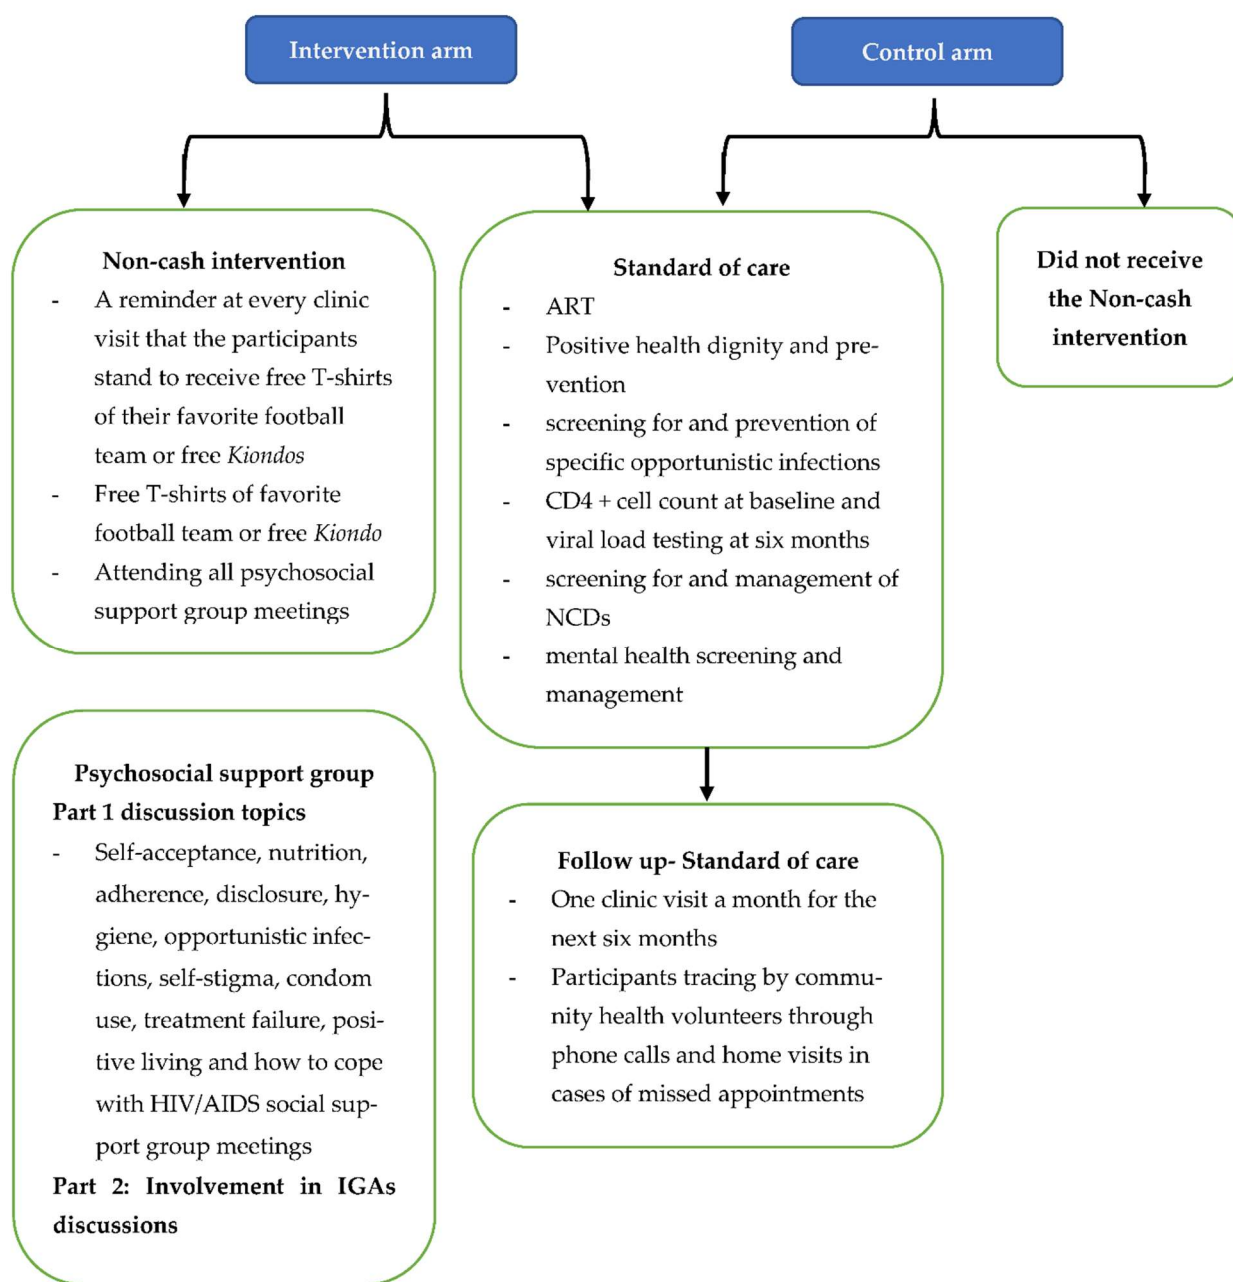 Intervention arm
Control arm
Non-cash intervention
- A reminder at every clinic
visit that the participants
stand to receive free T-shirts
of their favorite football
team or free Kiondos
- Free T-shirts of favorite
football team or free Kiondo
- Attending all psychosocial
support group meetings
Standard of care
- ART
- Positive health dignity and pre-
vention
- screening for and prevention of
specific opportunistic infections
- CD4 + cell count at baseline and
viral load testing at six months
- screening for and management of
NCDs
- mental health screening and
management
Did not receive
the Non-cash
intervention
Psychosocial support group
Part 1 discussion topics
- Self-acceptance, nutrition,
adherence, disclosure, hy-
giene, opportunistic infec-
tions, self-stigma, condom
use, treatment failure, posi-
tive living and how to cope
with HIV/AIDS social sup-
port group meetings
Part 2: Involvement in IGAs
discussions
Follow up- Standard of care
- One clinic visit a month for the
next six months
- Participants tracing by commu-
nity health volunteers through
phone calls and home visits in
cases of missed appointments